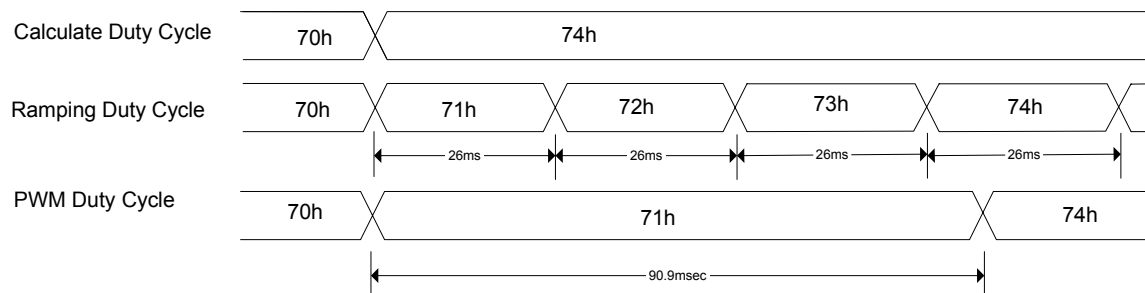 Calculate Duty Cycle 70h 74h
Ramping Duty Cycle 70h 71h 72h 73h 74h
26ms 26ms 26ms 26ms
PWM Duty Cycle 70h 71h 74h
90.9msec